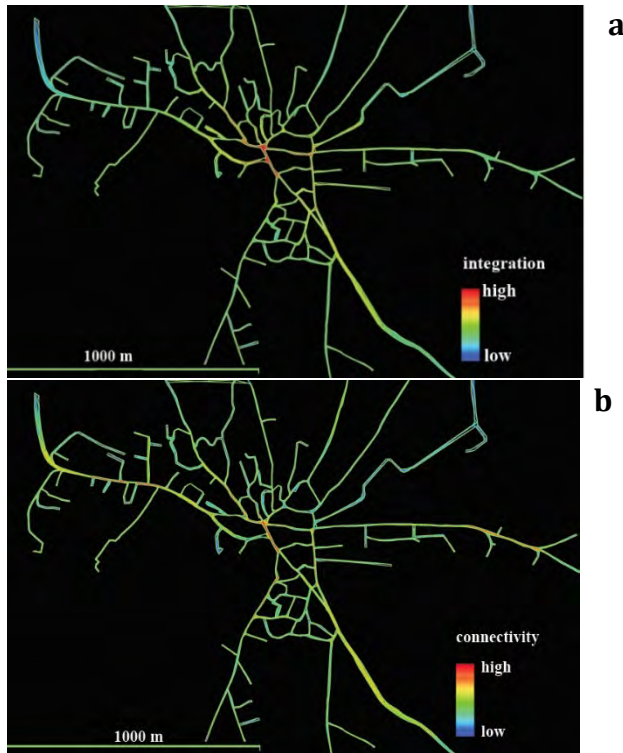 a
integration
high
low
1000 m
b
connectivity
high
low
1000 m